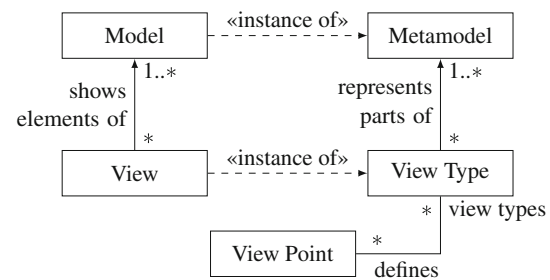 Model
«instance of»
Metamodel
1..*
1..*
shows
elements of
represents
parts of
*
*
View
«instance of»
View Type
*
view types
View Point
*
defines